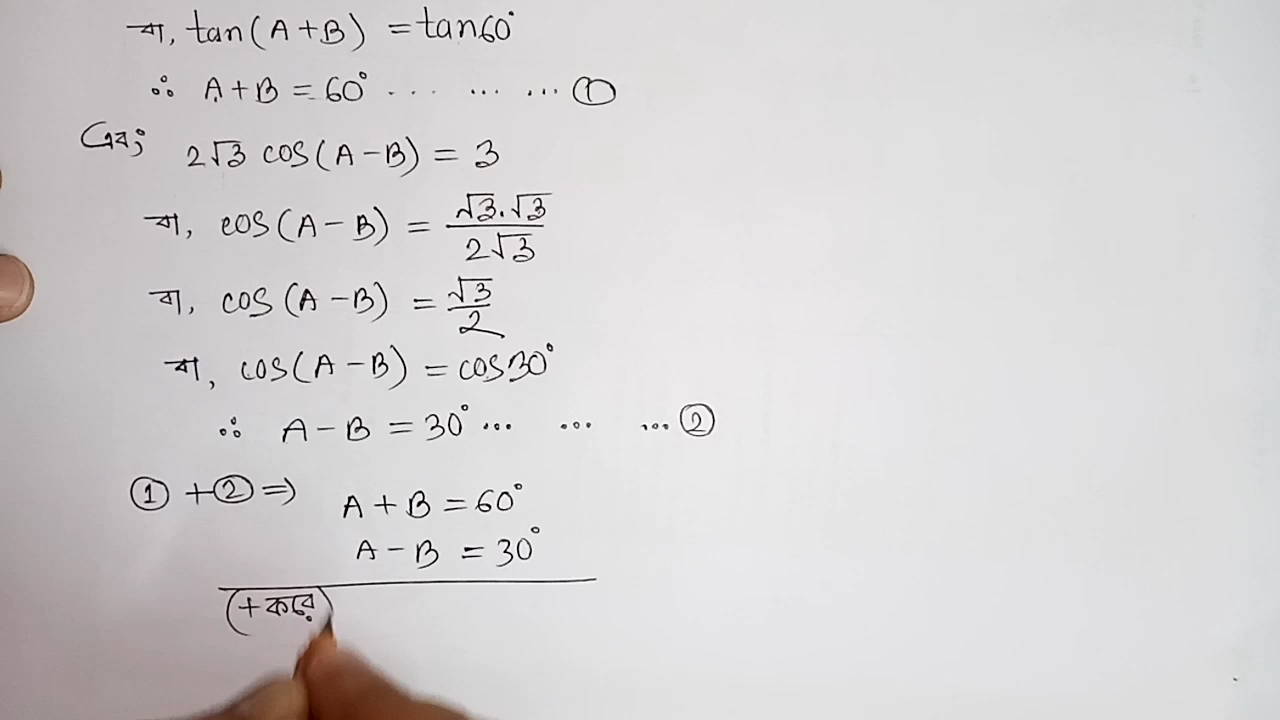 বা, tan(A+B) = tan60°
∴ A+B = 60° ... ... ... ①
এবং 2√3 cos(A-B) = 3
বা, cos(A-B) = √3.√3/2√3
বা, cos(A-B) = √3/2
বা, cos(A-B) = cos30°
∴ A-B = 30° ... ... ... ②
① + ② ⇒ A+B = 60°
A-B = 30°
(+ করে)